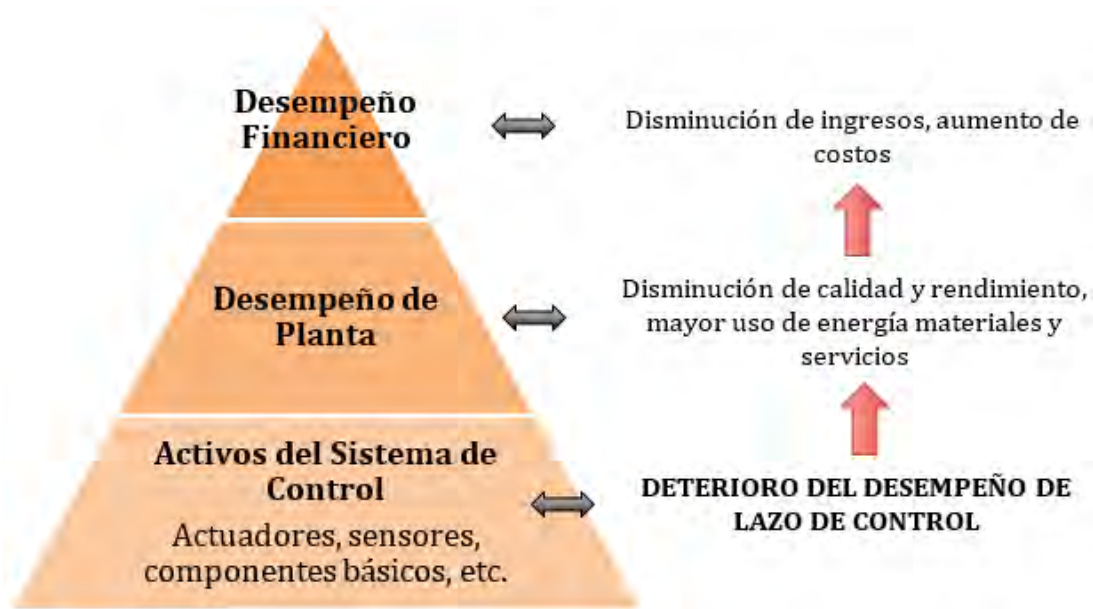 Desempeño
Financiero
Disminución de ingresos, aumento de
costos
Desempeño de
Planta
Disminución de calidad y rendimiento,
mayor uso de energía materiales y
servicios
Activos del Sistema de
Control
Actuadores, sensores,
componentes básicos, etc.
DETERIORO DEL DESEMPEÑO DE
LAZO DE CONTROL